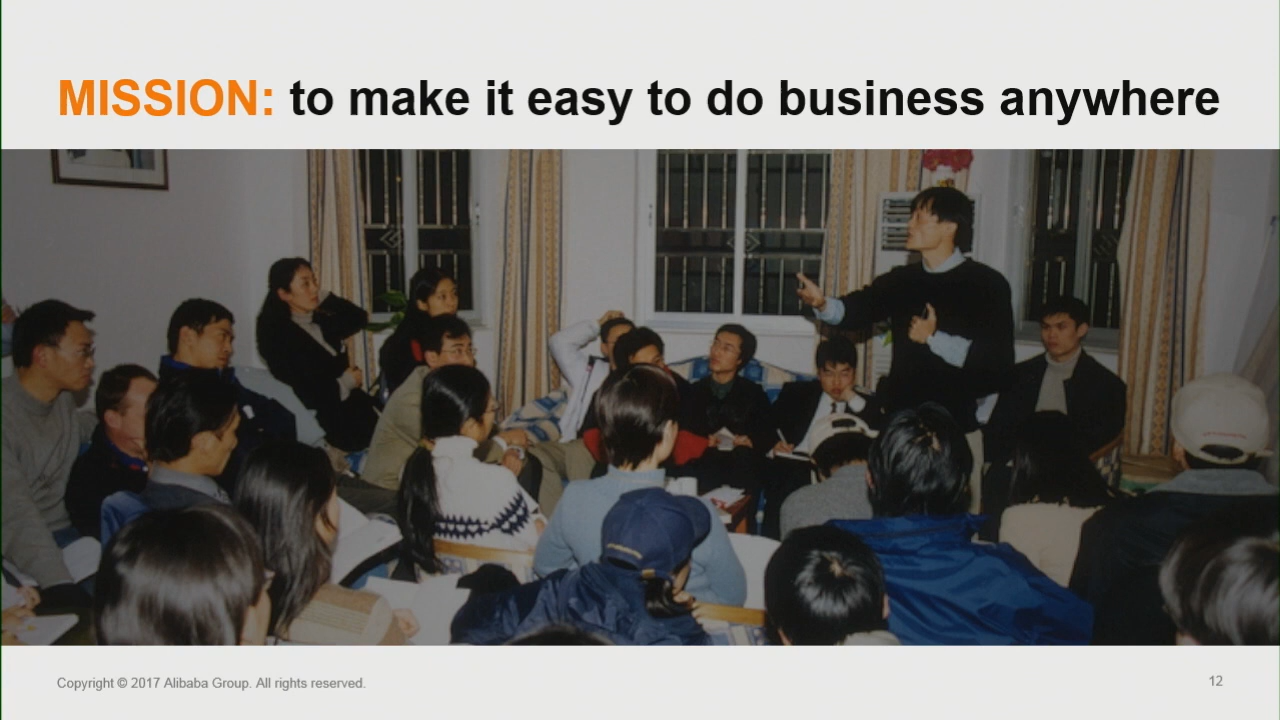 MISSION: to make it easy to do business anywhere
Copyright © 2017 Alibaba Group. All rights reserved.
12